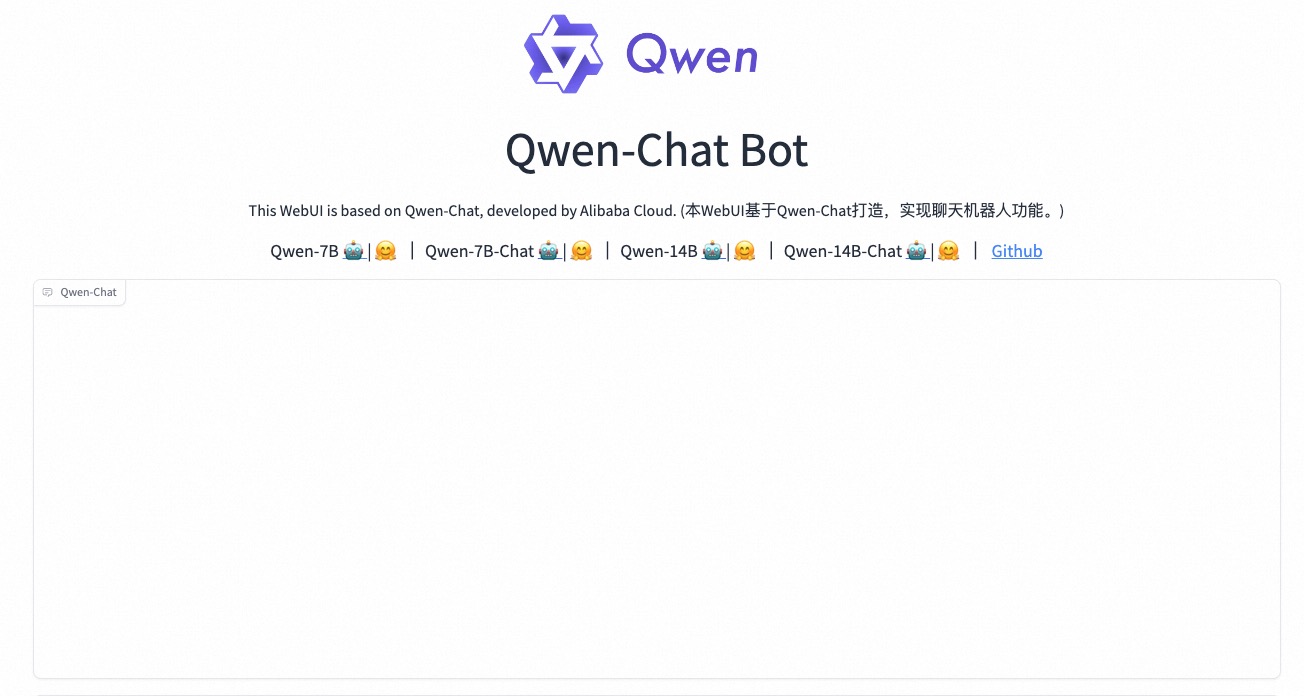 Qwen
Qwen-Chat Bot
This WebUI is based on Qwen-Chat, developed by Alibaba Cloud. (本WebUI基于Qwen-Chat打造，实现聊天机器人功能。)
Qwen-7B 🤖|🤗 | Qwen-7B-Chat 🤖|🤗 | Qwen-14B 🤖|🤗 | Qwen-14B-Chat 🤖|🤗 | Github
Qwen-Chat